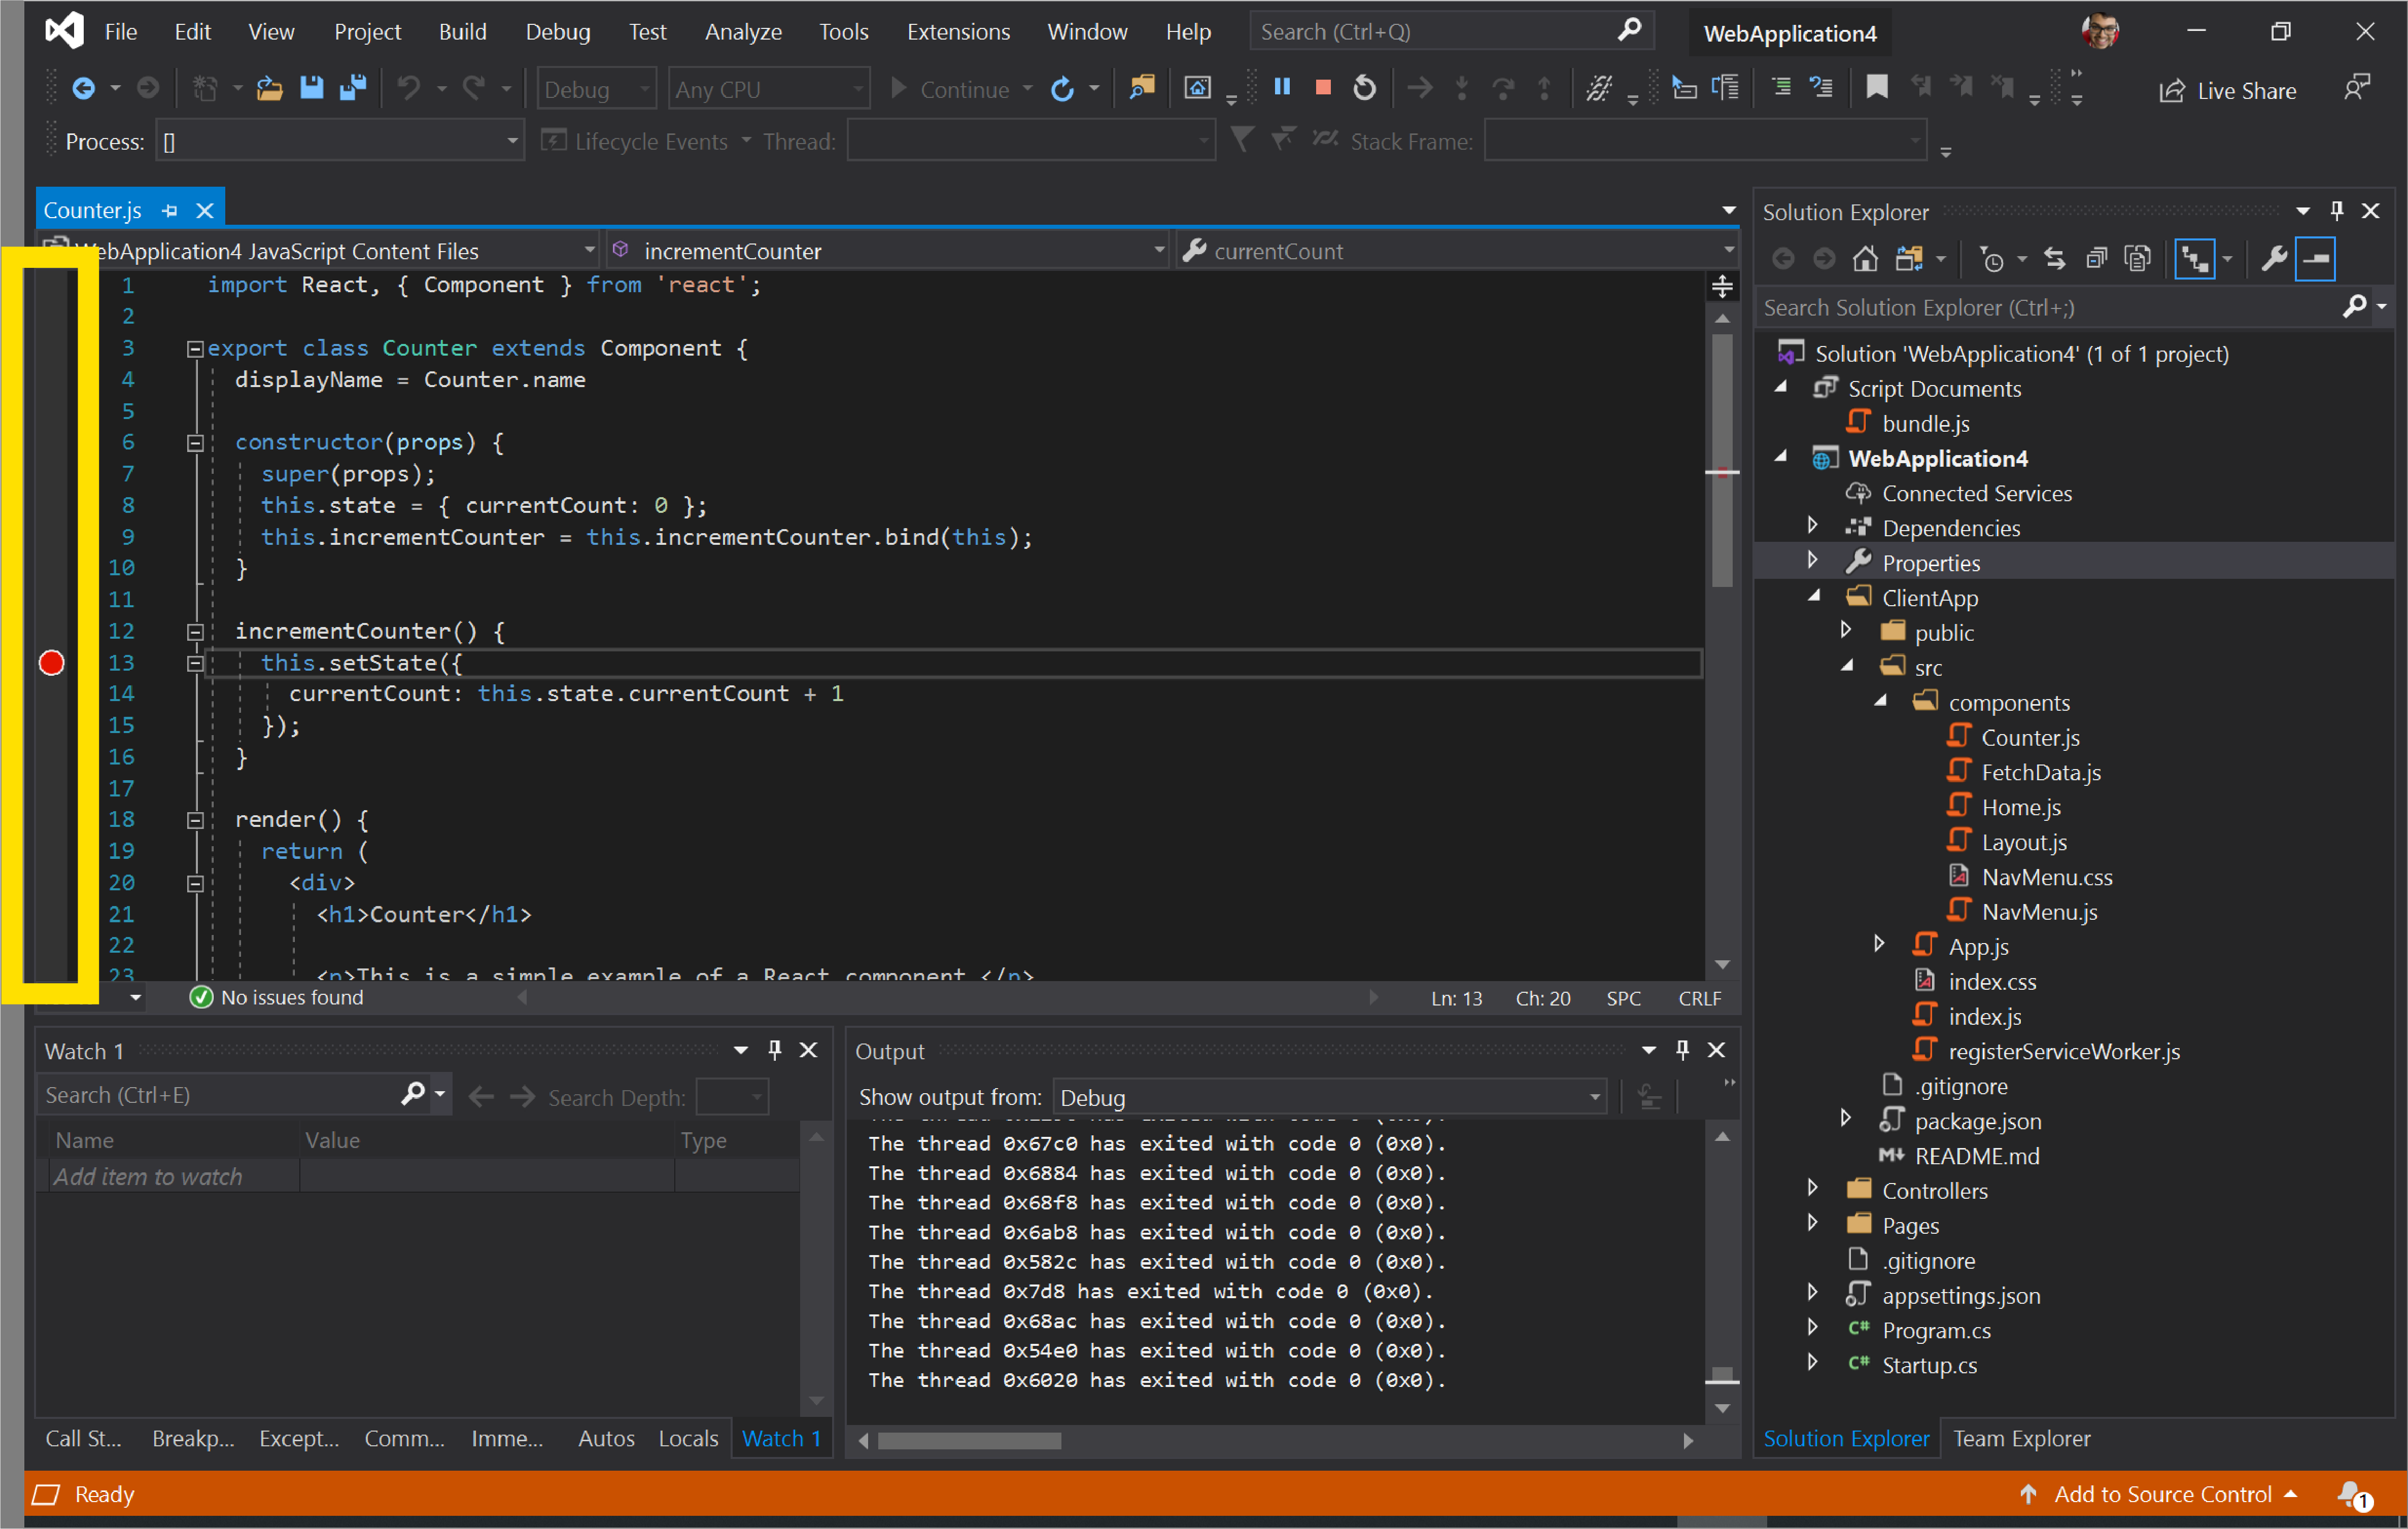 File Edit View Project Build Debug Test Analyze Tools Extensions Window Help Search (Ctrl+Q) WebApplication4
Debug Any CPU Continue Live Share
Process: [] Lifecycle Events Thread: Stack Frame:
Counter.js
WebApplication4 JavaScript Content Files incrementCounter currentCount
1 import React, { Component } from 'react';
2
3 export class Counter extends Component {
4 displayName = Counter.name
5
6 constructor(props) {
7 super(props);
8 this.state = { currentCount: 0 };
9 this.incrementCounter = this.incrementCounter.bind(this);
10 }
11
12 incrementCounter() {
13 this.setState({
14 currentCount: this.state.currentCount + 1
15 });
16 }
17
18 render() {
19 return (
20 <div>
21 <h1>Counter</h1>
22
23 <p>This is a simple example of a React component.</p>
No issues found Ln: 13 Ch: 20 SPC CRLF
Watch 1
Search (Ctrl+E) Search Depth:
Name Value Type
Add item to watch
Call St... Breakp... Except... Comm... Imme... Autos Locals Watch 1
Output
Show output from: Debug
The thread 0x67c0 has exited with code 0 (0x0).
The thread 0x6884 has exited with code 0 (0x0).
The thread 0x68f8 has exited with code 0 (0x0).
The thread 0x6ab8 has exited with code 0 (0x0).
The thread 0x582c has exited with code 0 (0x0).
The thread 0x7d8 has exited with code 0 (0x0).
The thread 0x68ac has exited with code 0 (0x0).
The thread 0x54e0 has exited with code 0 (0x0).
The thread 0x6020 has exited with code 0 (0x0).
Solution Explorer
Search Solution Explorer (Ctrl+;)
Solution 'WebApplication4' (1 of 1 project)
Script Documents
bundle.js
WebApplication4
Connected Services
Dependencies
Properties
ClientApp
public
src
components
Counter.js
FetchData.js
Home.js
Layout.js
NavMenu.css
NavMenu.js
App.js
index.css
index.js
registerServiceWorker.js
.gitignore
package.json
README.md
Controllers
Pages
.gitignore
appsettings.json
C# Program.cs
C# Startup.cs
Solution Explorer Team Explorer
Ready Add to Source Control 1